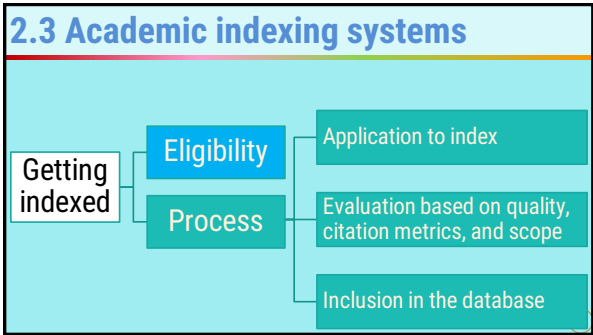 2.3 Academic indexing systems
Getting
indexed
Eligibility
Process
Application to index
Evaluation based on quality,
citation metrics, and scope
Inclusion in the database